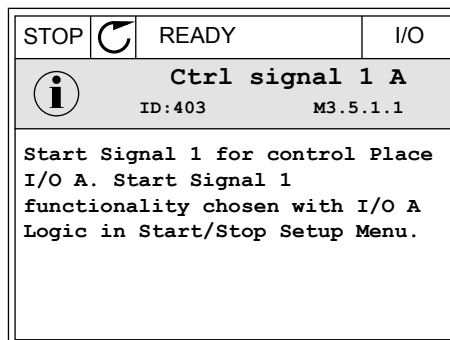 STOP READY I/O
Ctrl signal 1 A
ID:403 M3.5.1.1
Start Signal 1 for control Place
I/O A. Start Signal 1
functionality chosen with I/O A
Logic in Start/Stop Setup Menu.